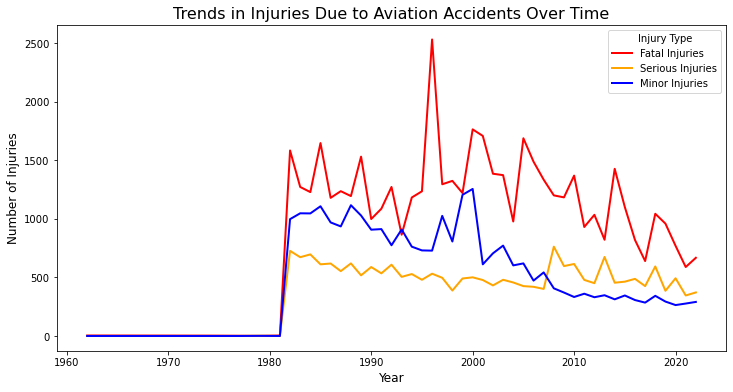 Trends in Injuries Due to Aviation Accidents Over Time
Number of Injuries
2500
2000
1500
1000
500
0
Injury Type
Fatal Injuries
Serious Injuries
Minor Injuries
1960 1970 1980 1990 2000 2010 2020
Year